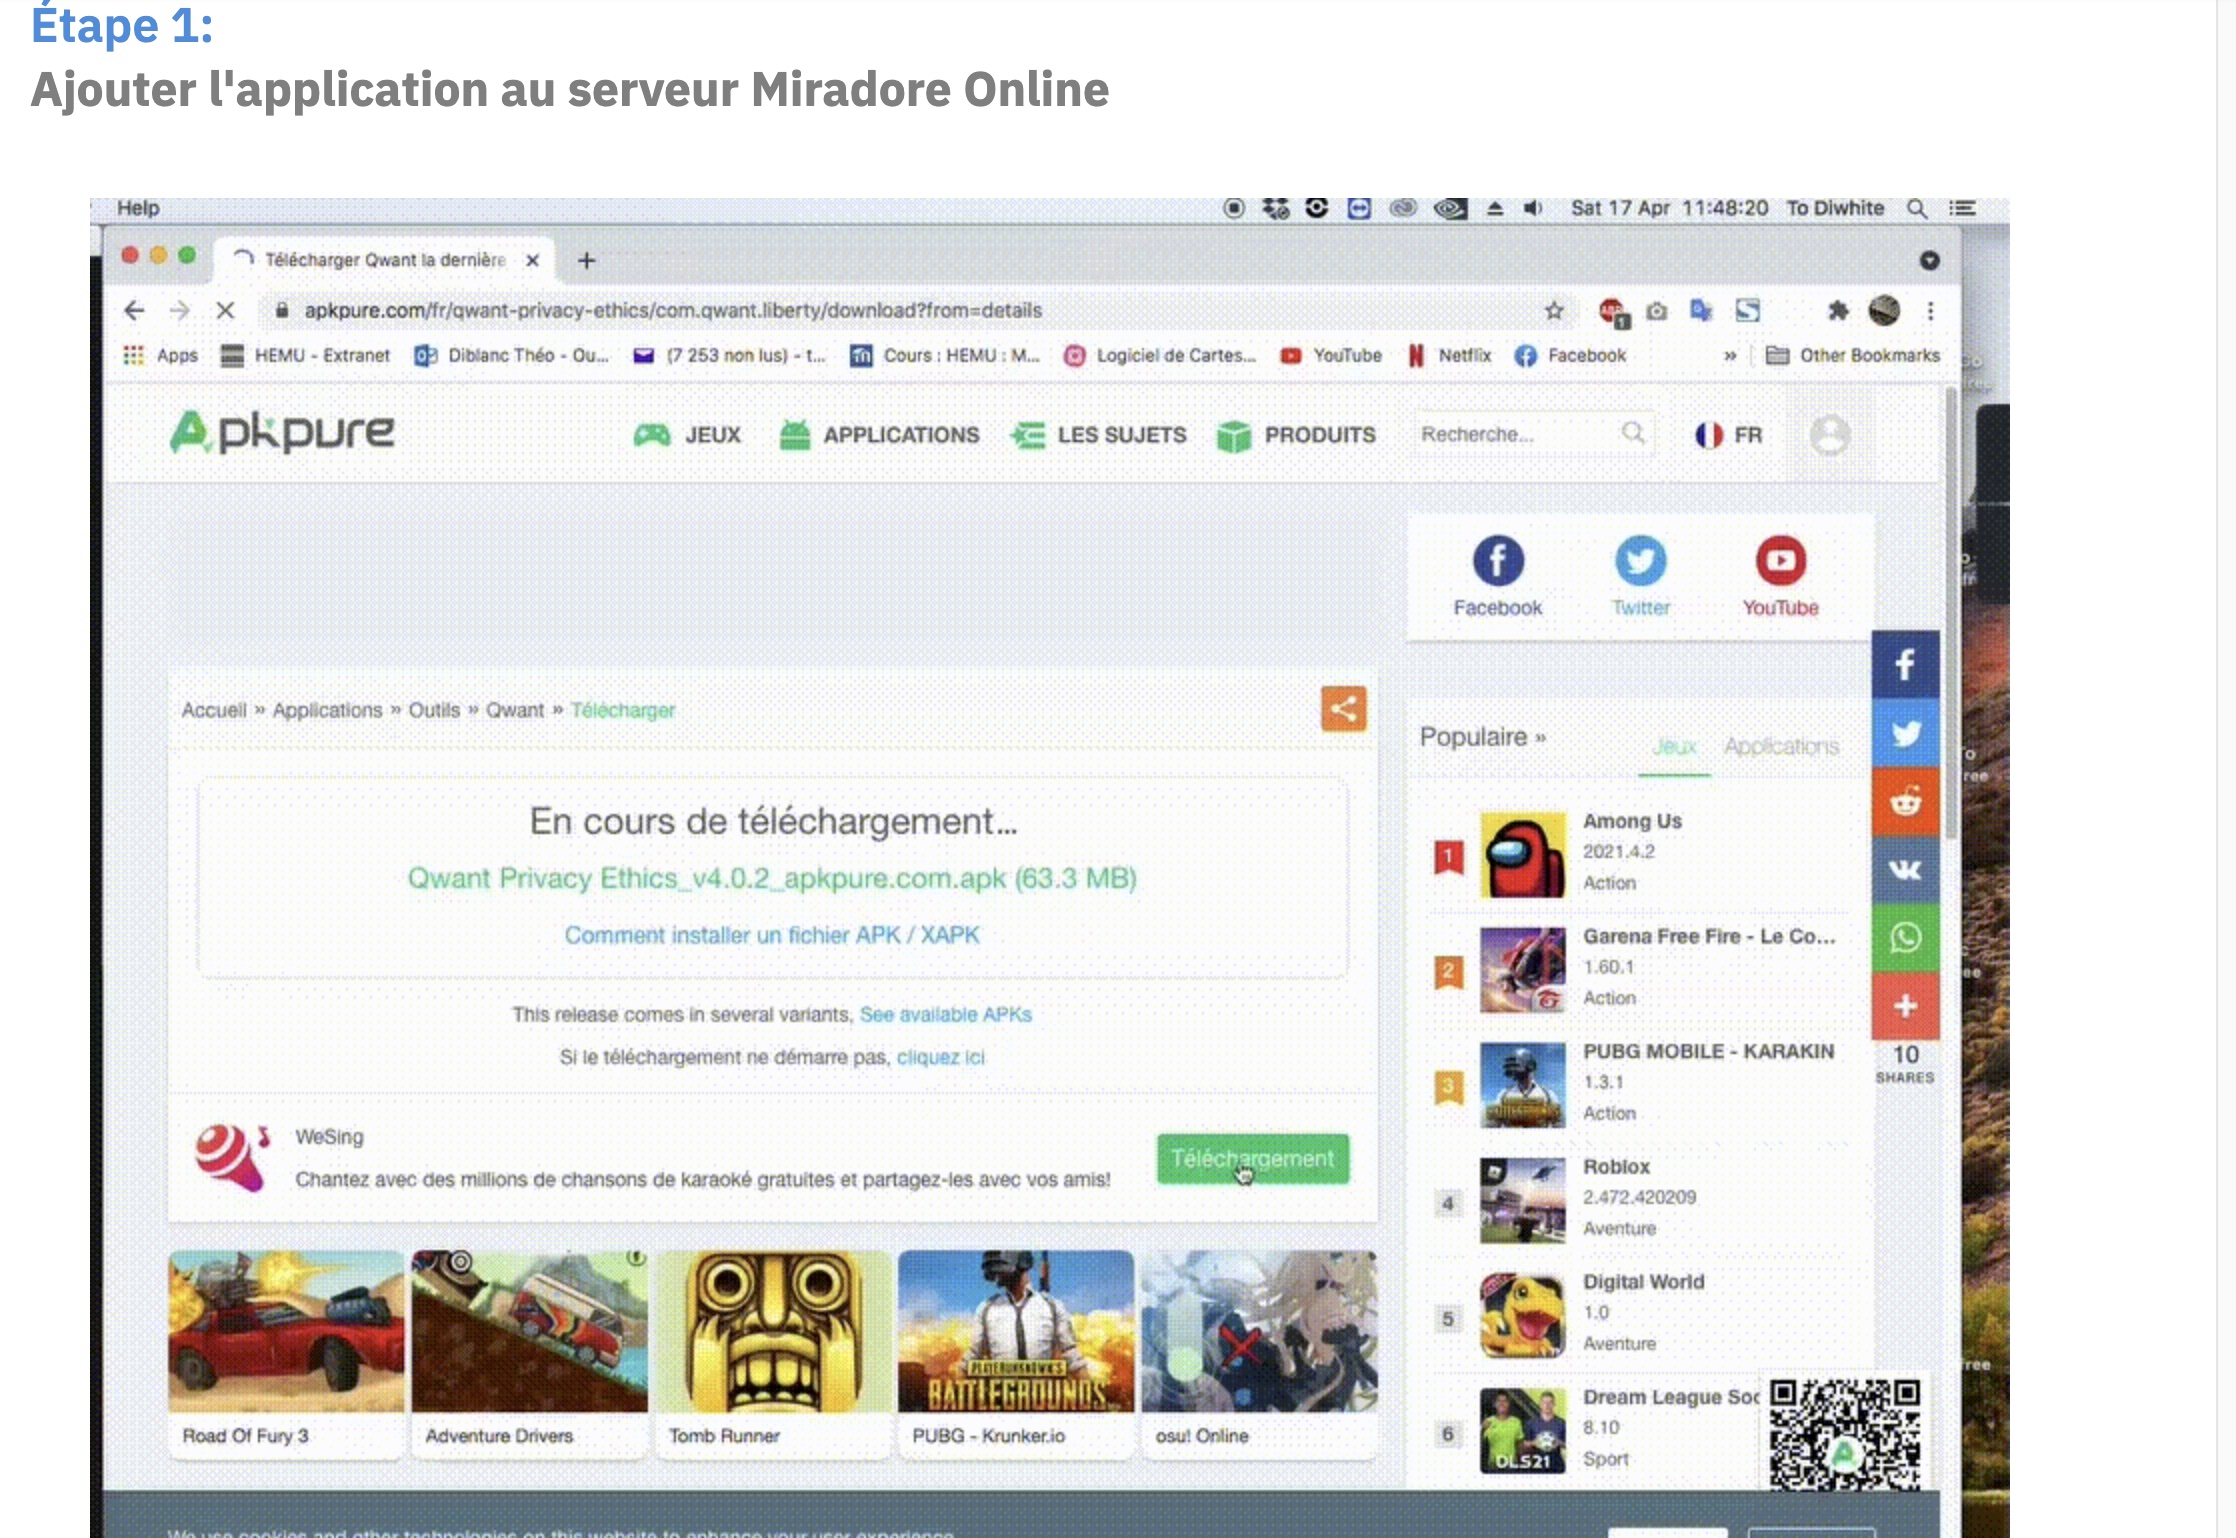 Étape 1:
Ajouter l'application au serveur Miradore Online
Help
Sat 17 Apr 11:48:20 To Diwhite
Télécharger Qwant la dernière
apkpure.com/fr/qwant-privacy-ethics/com.qwant.liberty/download?from=details
1
Apps HEMU - Extranet Diblanc Théo - Ou... (7 253 non lus) - t... Cours : HEMU : M... Logiciel de Cartes... YouTube Netflix Facebook » Other Bookmarks
Apkpure
JEUX APPLICATIONS LES SUJETS PRODUITS Recherche... FR
Facebook Twitter YouTube
Accueil » Applications » Outils » Qwant » Télécharger
En cours de téléchargement...
Qwant Privacy Ethics_v4.0.2_apkpure.com.apk (63.3 MB)
Comment installer un fichier APK / XAPK
This release comes in several variants, See available APKs
Si le téléchargement ne démarre pas, cliquez ici
WeSing
Chantez avec des millions de chansons de karaoké gratuites et partagez-les avec vos amis!
Téléchargement
PLAYERUNKNOWN'S
BATTLEGROUNDS
Road Of Fury 3
Adventure Drivers
Tomb Runner
PUBG - Krunker.io
osu! Online
Populaire » Jeux Applications
1
Among Us
2021.4.2
Action
2
Garena Free Fire - Le Co...
1.60.1
Action
3
PUBG MOBILE - KARAKIN
1.3.1
Action
4
Roblox
2.472.420209
Aventure
5
Digital World
1.0
Aventure
6
Dream League Soc
8.10
Sport
DLS21
10
SHARES
We use cookies and other technologies on this website to enhance your user experience.